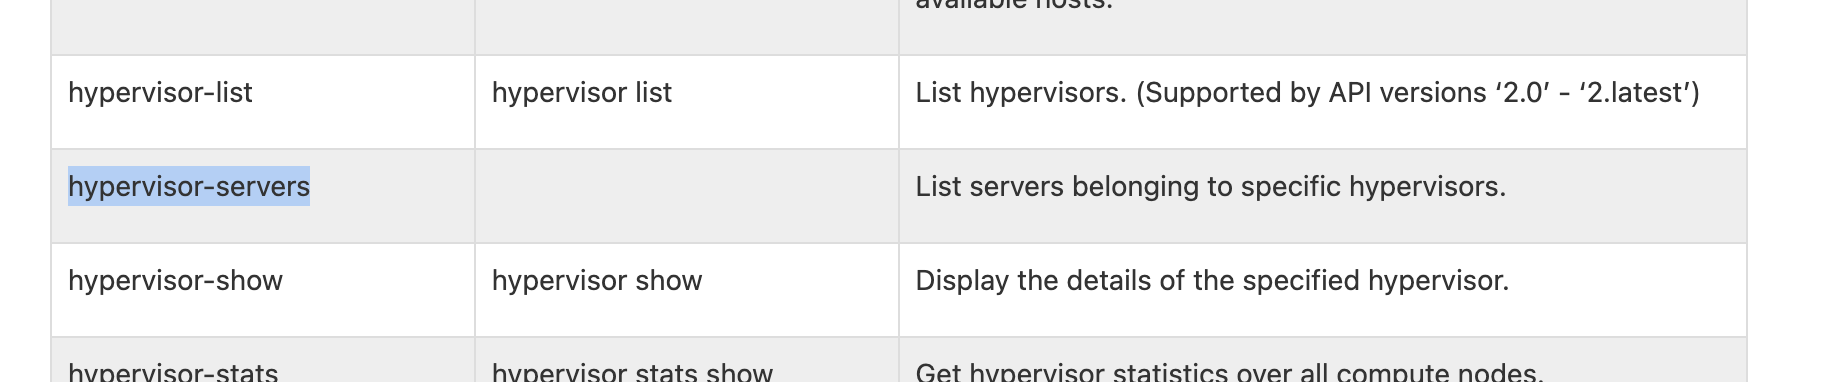 available hosts.
hypervisor-list hypervisor list List hypervisors. (Supported by API versions ‘2.0’ - ‘2.latest’)
hypervisor-servers List servers belonging to specific hypervisors.
hypervisor-show hypervisor show Display the details of the specified hypervisor.
hypervisor-stats hypervisor stats show Get hypervisor statistics over all compute nodes.